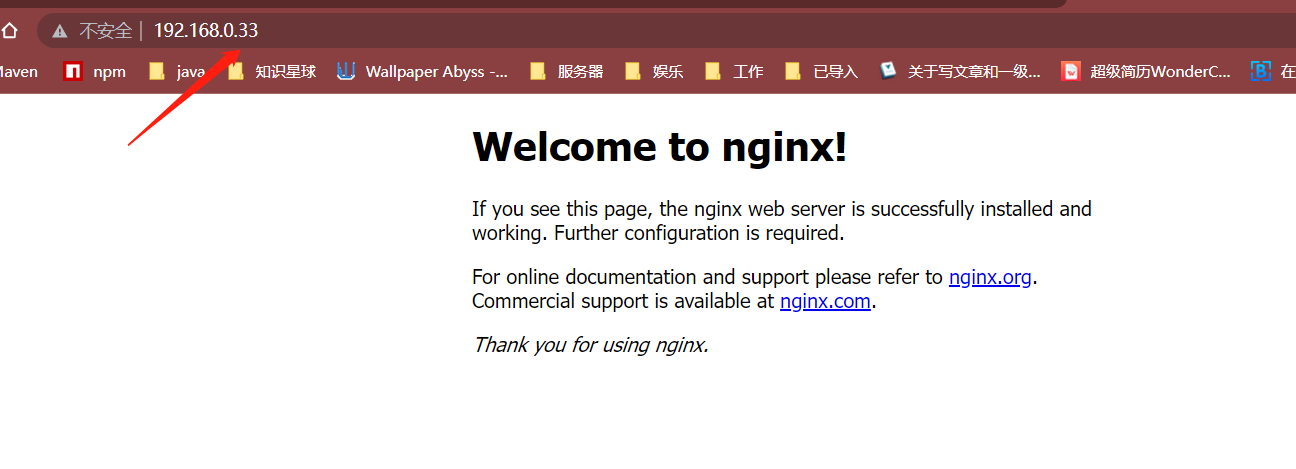 不安全 | 192.168.0.33
Maven npm java 知识星球 Wallpaper Abyss -... 服务器 娱乐 工作 已导入 关于写文章和一级... 超级简历WonderC... 在
Welcome to nginx!
If you see this page, the nginx web server is successfully installed and
working. Further configuration is required.
For online documentation and support please refer to nginx.org.
Commercial support is available at nginx.com.
Thank you for using nginx.